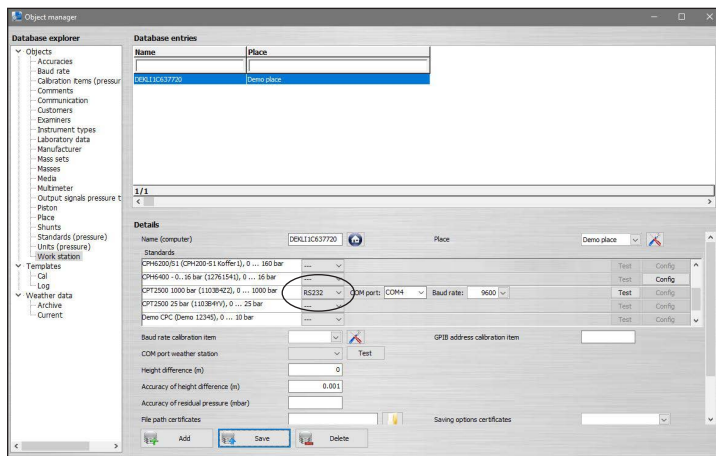 Object manager
Database explorer
Objects
Accuracies
Baud rate
Calibration items (pressur
Comments
Communication
Customers
Examiners
Instrument types
Laboratory data
Manufacturer
Mass sets
Masses
Media
Multimeter
Output signals pressure t
Piston
Place
Shunts
Standards (pressure)
Units (pressure)
Work station
Templates
Cal
Log
Weather data
Archive
Current
Database entries
Name Place
DEKLI1C637720 Demo place
1/1
Details
Name (computer) DEKLI1C637720 Place Demo place
Standards
CPH6200/S1 (CPH200-S1 Koffer1), 0 ... 160 bar --- Test Config
CPH6400 - 0..16 bar (12761541), 0 ... 16 bar --- Test Config
CPT2500 1000 bar (1103B4ZZ), 0 ... 1000 bar RS232 COM port: COM4 Baud rate: 9600 Test Config
CPT2500 25 bar (1103B4YV), 0 ... 25 bar --- Test Config
Demo CPC (Demo 12345), 0 ... 10 bar --- Test Config
Baud rate calibration item GPIB address calibration item
COM port weather station Test
Height difference (m) 0
Accuracy of height difference (m) 0.001
Accuracy of residual pressure (mbar)
File path certificates Saving options certificates
Add Save Delete